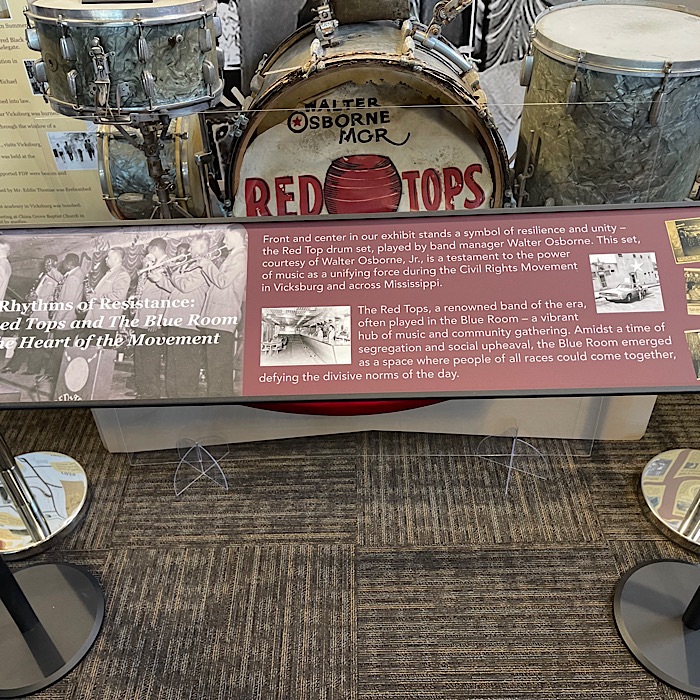 WALTER
OSBORNE
MGR
RED TOPS
Rhythms of Resistance:
ed Tops and The Blue Room
e Heart of the Movement
Front and center in our exhibit stands a symbol of resilience and unity –
the Red Top drum set, played by band manager Walter Osborne. This set,
courtesy of Walter Osborne, Jr., is a testament to the power
of music as a unifying force during the Civil Rights Movement
in Vicksburg and across Mississippi.
The Red Tops, a renowned band of the era,
often played in the Blue Room – a vibrant
hub of music and community gathering. Amidst a time of
segregation and social upheaval, the Blue Room emerged
as a space where people of all races could come together,
defying the divisive norms of the day.